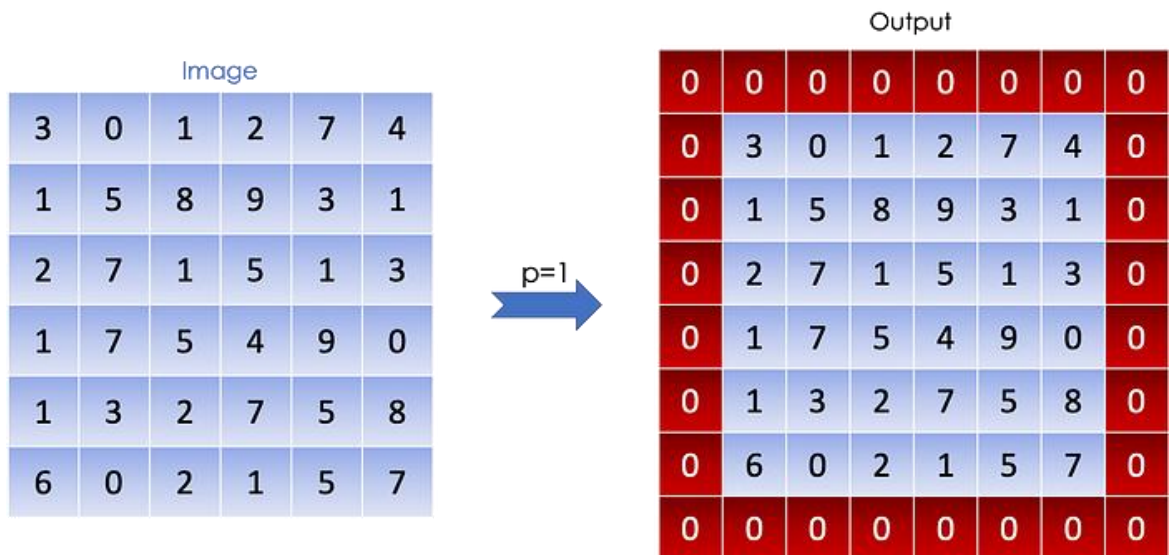 Output
Image
0 0 0 0 0 0 0 0
3 0 1 2 7 4
0 3 0 1 2 7 4 0
1 5 8 9 3 1
0 1 5 8 9 3 1 0
2 7 1 5 1 3
p=1
0 2 7 1 5 1 3 0
1 7 5 4 9 0
0 1 7 5 4 9 0 0
1 3 2 7 5 8
0 1 3 2 7 5 8 0
6 0 2 1 5 7
0 6 0 2 1 5 7 0
0 0 0 0 0 0 0 0